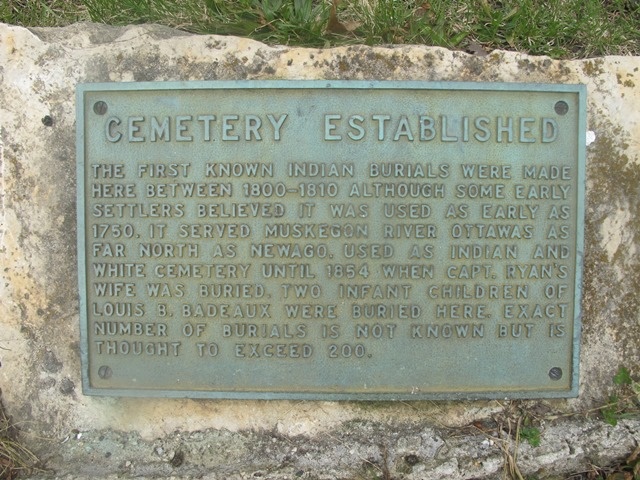 CEMETERY ESTABLISHED
THE FIRST KNOWN INDIAN BURIALS WERE MADE
HERE BETWEEN 1800-1810 ALTHOUGH SOME EARLY
SETTLERS BELIEVED IT WAS USED AS EARLY AS
1750. IT SERVED MUSKEGON RIVER OTTAWAS AS
FAR NORTH AS NEWAGO. USED AS INDIAN AND
WHITE CEMETERY UNTIL 1854 WHEN CAPT. RYAN'S
WIFE WAS BURIED. TWO INFANT CHILDREN OF
LOUIS B. BADEAUX WERE BURIED HERE. EXACT
NUMBER OF BURIALS IS NOT KNOWN BUT IS
THOUGHT TO EXCEED 200.